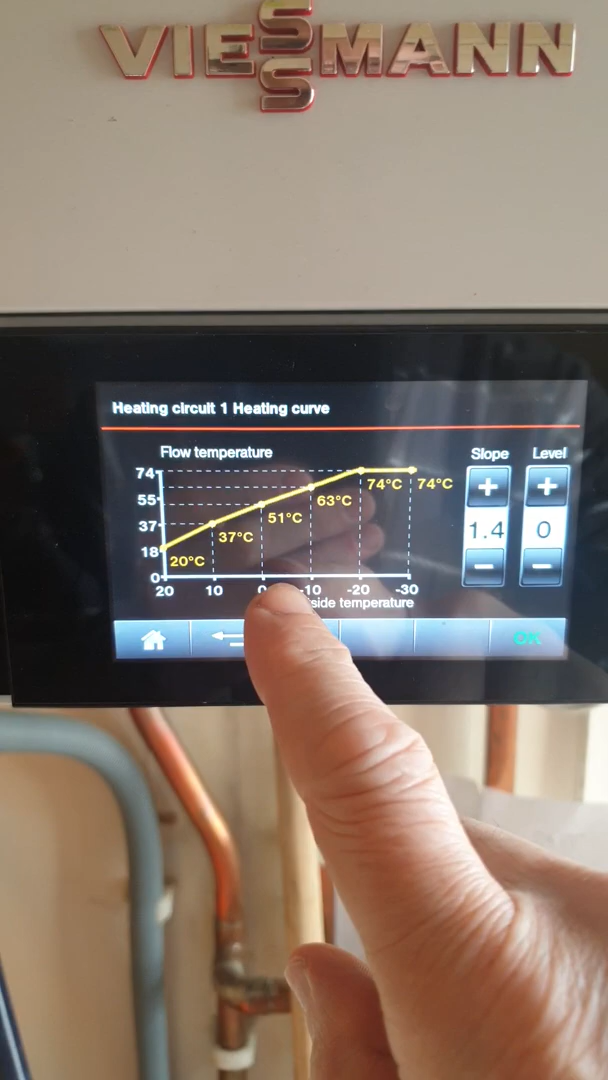 VIESSMANN
Heating circuit 1 Heating curve
Flow temperature
Slope
Level
74
55
37
18
0
20°C
37°C
51°C
63°C
74°C
74°C
+
+
1.4
0
-
-
20
10
0
-10
-20
-30
side temperature
OK